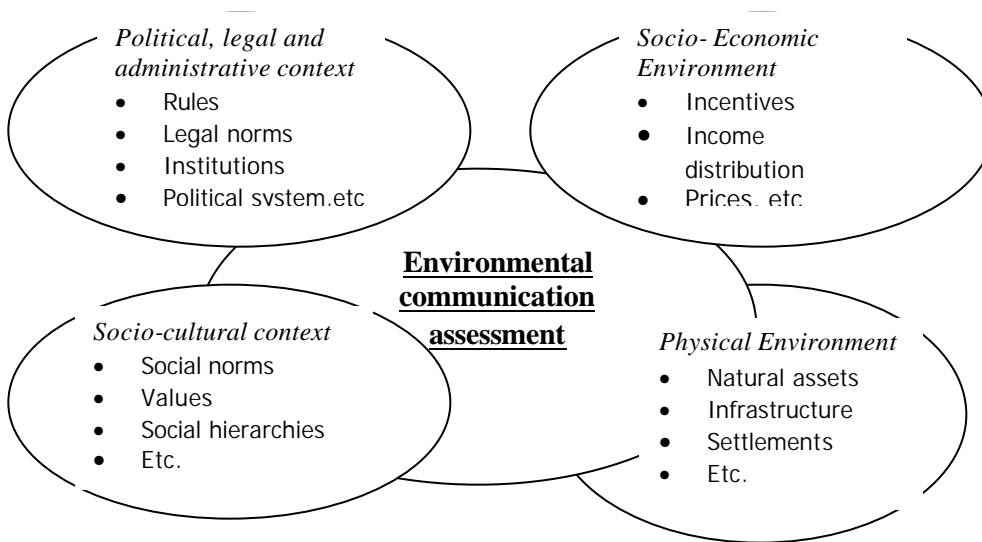 Political, legal and
administrative context
• Rules
• Legal norms
• Institutions
• Political system.etc
Socio- Economic
Environment
• Incentives
• Income
distribution
• Prices. etc
Environmental
communication
assessment
Socio-cultural context
• Social norms
• Values
• Social hierarchies
• Etc.
Physical Environment
• Natural assets
• Infrastructure
• Settlements
• Etc.